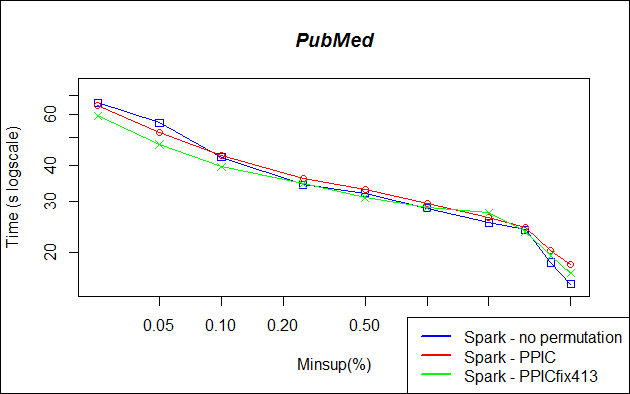 PubMed
Time (s logscale)
60
40
30
20
0.05 0.10 0.20 0.50
Minsup(%)
Spark - no permutation
Spark - PPIC
Spark - PPICfix413